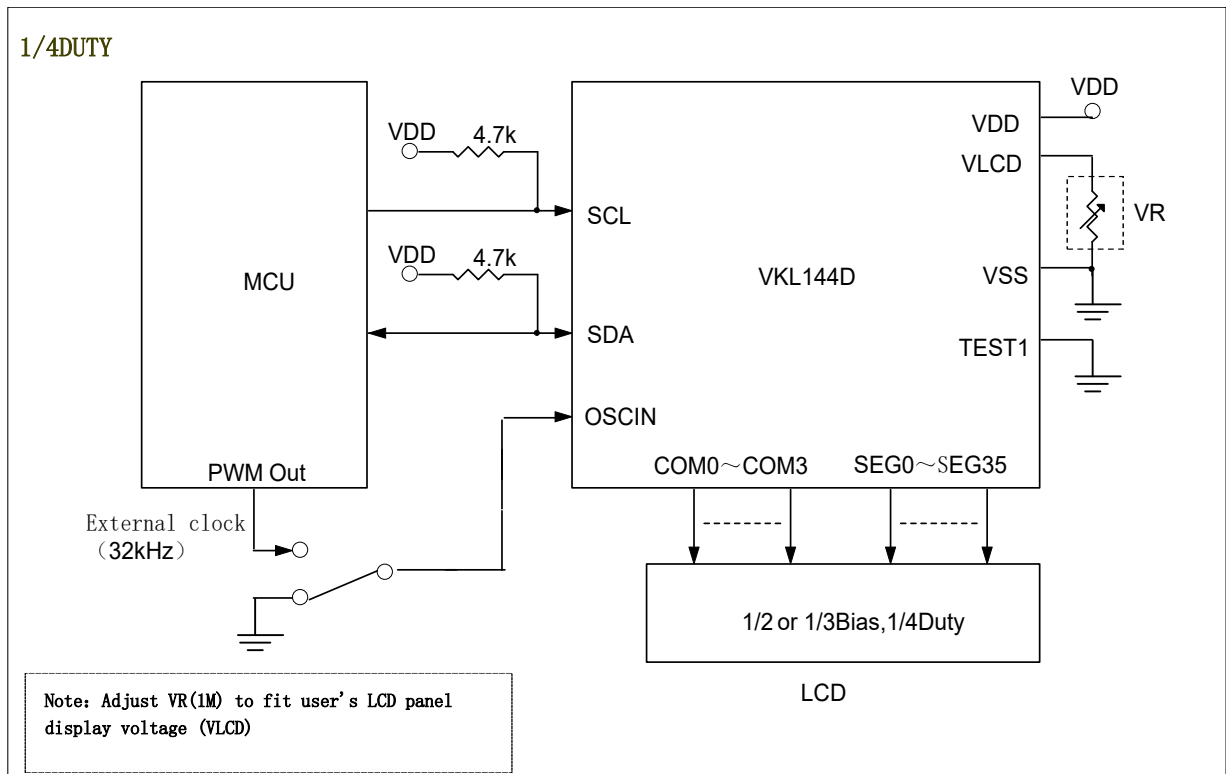 1/4DUTY
VDD
4.7k
VDD
4.7k
MCU
PWM Out
External clock
（32kHz）
SCL
SDA
OSCIN
VKL144D
VDD
VLCD
VSS
TEST1
COM0～COM3
SEG0～SEG35
VDD
VR
1/2 or 1/3Bias,1/4Duty
LCD
Note: Adjust VR(1M) to fit user's LCD panel
display voltage (VLCD)